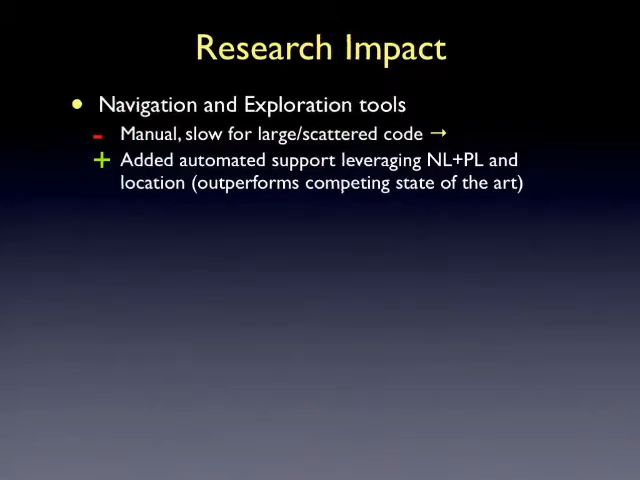 Research Impact
• Navigation and Exploration tools
- Manual, slow for large/scattered code →
+ Added automated support leveraging NL+PL and
location (outperforms competing state of the art)